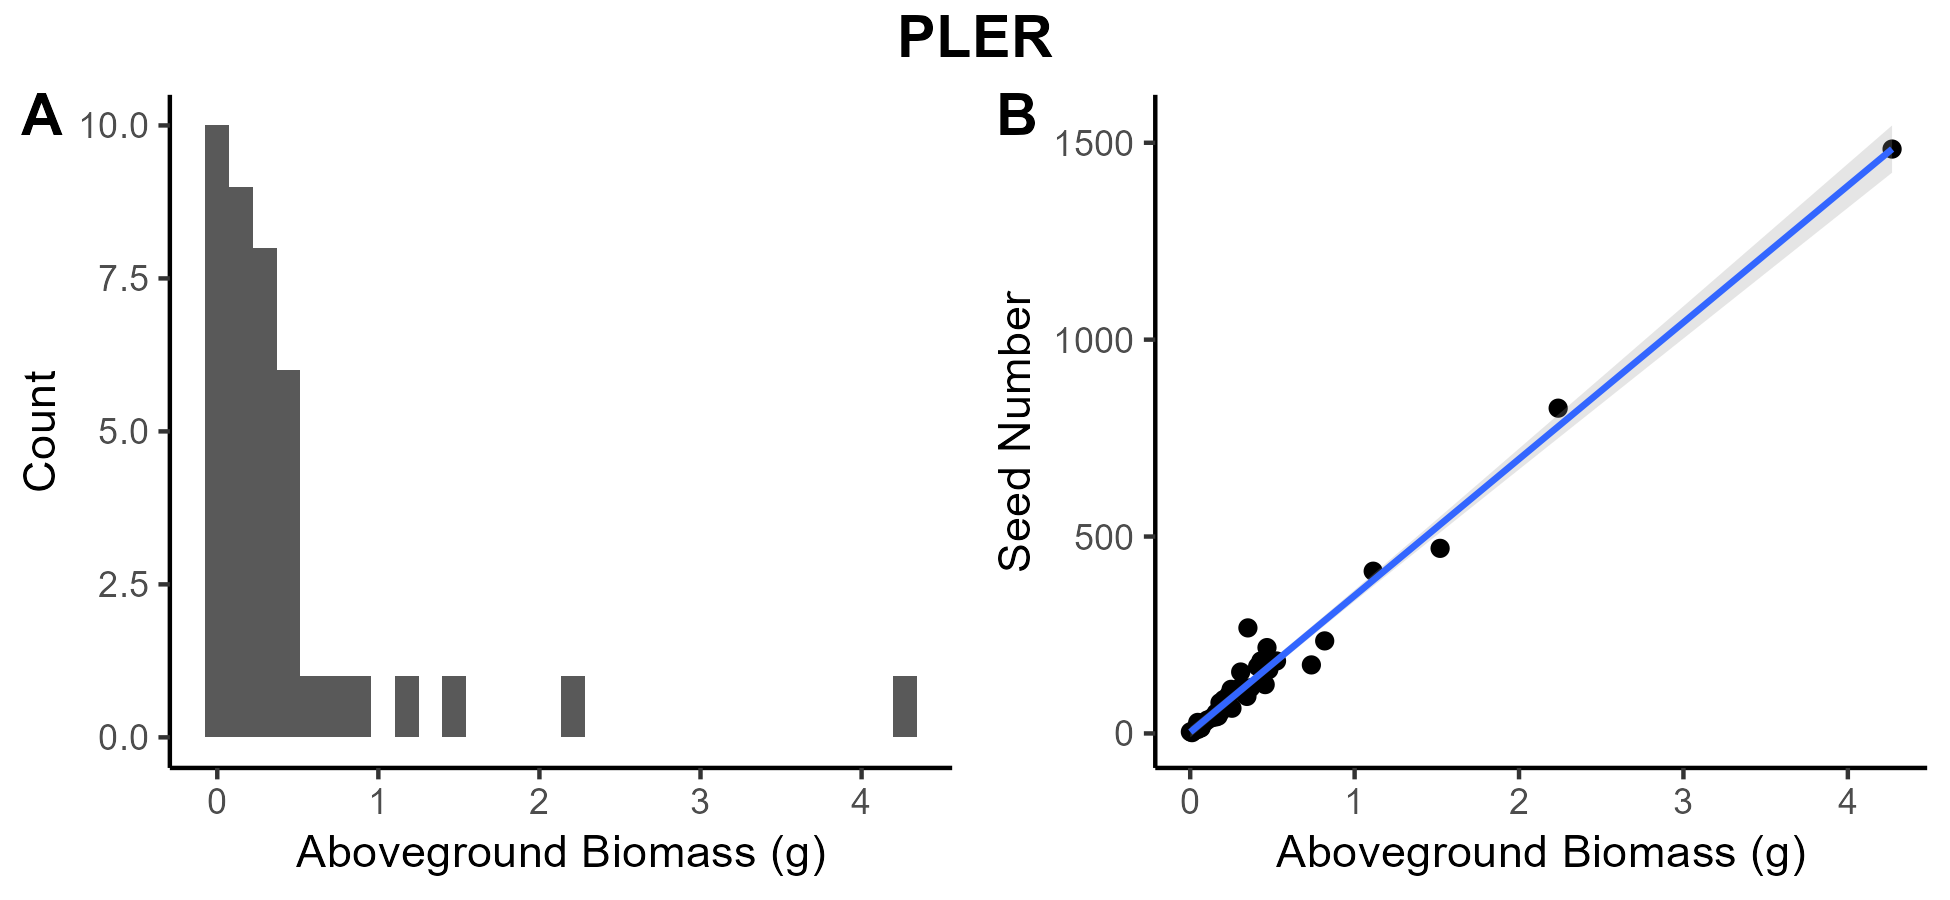 PLER
A
10.0
7.5
5.0
2.5
0.0
Count
0 1 2 3 4
Aboveground Biomass (g)
B
1500
1000
500
0
Seed Number
0 1 2 3 4
Aboveground Biomass (g)